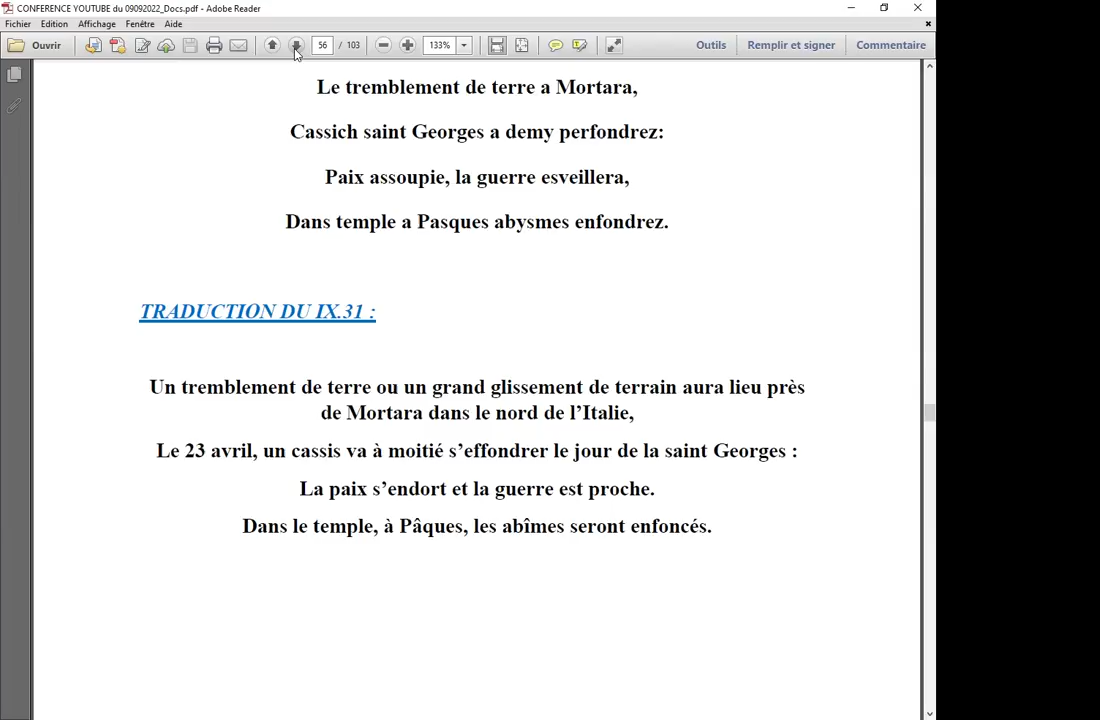 CONFERENCE YOUTUBE du 09092022_Docs.pdf - Adobe Reader
Fichier Edition Affichage Fenêtre Aide
Ouvrir 56 / 103 133% Outils Remplir et signer Commentaire
Le tremblement de terre a Mortara,
Cassich saint Georges a demy perfondrez:
Paix assoupie, la guerre esveillera,
Dans temple a Pasques abysmes enfondrez.
TRADUCTION DU IX.31 :
Un tremblement de terre ou un grand glissement de terrain aura lieu près
de Mortara dans le nord de l’Italie,
Le 23 avril, un cassis va à moitié s’effondrer le jour de la saint Georges :
La paix s’endort et la guerre est proche.
Dans le temple, à Pâques, les abîmes seront enfoncés.